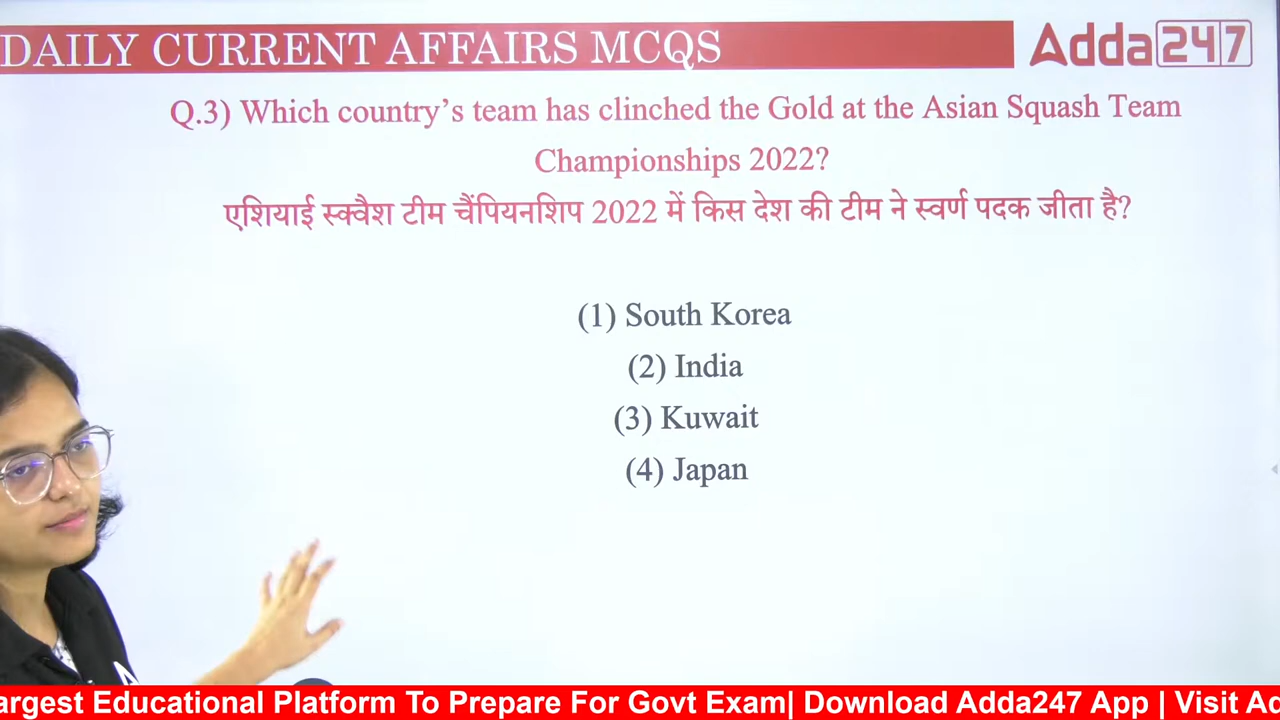 DAILY CURRENT AFFAIRS MCQS
Adda247
Q.3) Which country’s team has clinched the Gold at the Asian Squash Team
Championships 2022?
एशियाई स्क्वैश टीम चैंपियनशिप 2022 में किस देश की टीम ने स्वर्ण पदक जीता है?
(1) South Korea
(2) India
(3) Kuwait
(4) Japan
argest Educational Platform To Prepare For Govt Exam| Download Adda247 App | Visit Ad